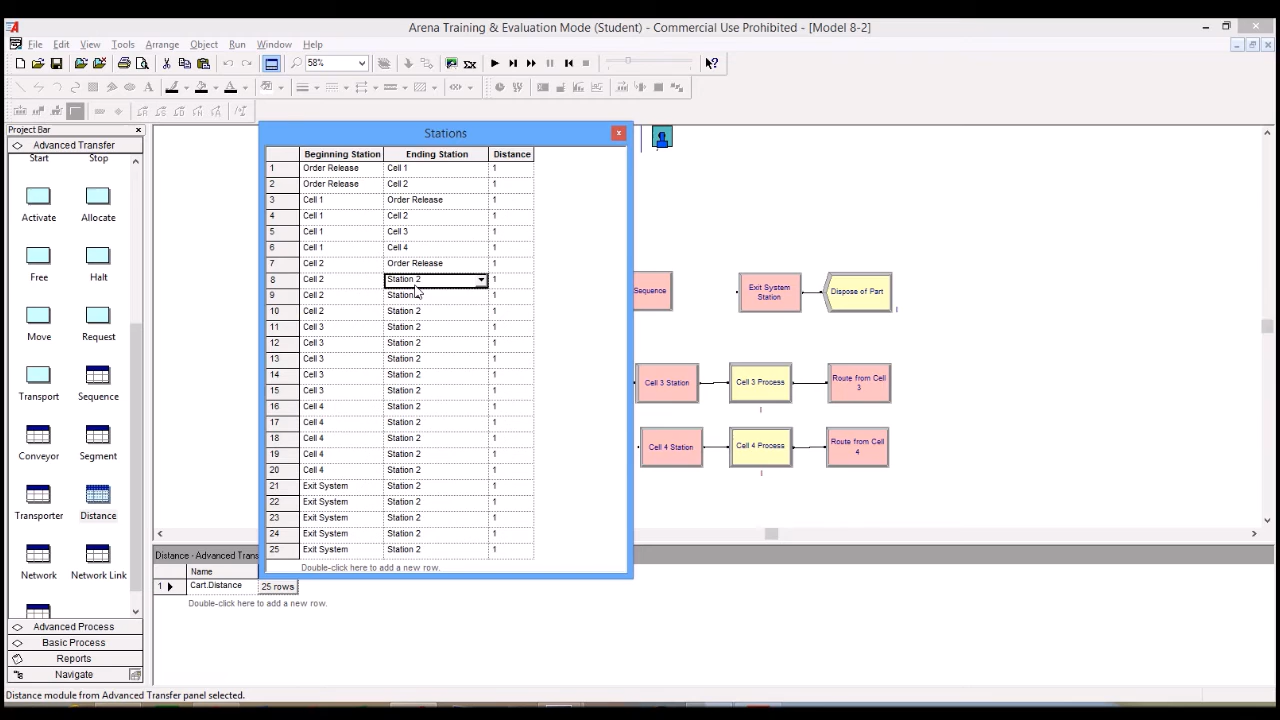 Arena Training & Evaluation Mode (Student) - Commercial Use Prohibited - [Model 8-2]
File Edit View Tools Arrange Object Run Window Help
58%
Project Bar
Advanced Transfer
Start Stop
Activate Allocate
Free Halt
Move Request
Transport Sequence
Conveyor Segment
Transporter Distance
Network Network Link
Advanced Process
Basic Process
Reports
Navigate
Stations
Beginning Station Ending Station Distance
1 Order Release Cell 1 1
2 Order Release Cell 2 1
3 Cell 1 Order Release 1
4 Cell 1 Cell 2 1
5 Cell 1 Cell 3 1
6 Cell 1 Cell 4 1
7 Cell 2 Order Release 1
8 Cell 2 Station 2 1
9 Cell 2 Station 1
10 Cell 2 Station 2 1
11 Cell 3 Station 2 1
12 Cell 3 Station 2 1
13 Cell 3 Station 2 1
14 Cell 3 Station 2 1
15 Cell 3 Station 2 1
16 Cell 4 Station 2 1
17 Cell 4 Station 2 1
18 Cell 4 Station 2 1
19 Cell 4 Station 2 1
20 Cell 4 Station 2 1
21 Exit System Station 2 1
22 Exit System Station 2 1
23 Exit System Station 2 1
24 Exit System Station 2 1
25 Exit System Station 2 1
Double-click here to add a new row.
Sequence
Exit System
Station
Dispose of Part
Cell 3 Station
Cell 3 Process
Route from Cell
3
Cell 4 Station
Cell 4 Process
Route from Cell
4
Distance - Advanced Trans
Name
1 Cart.Distance 25 rows
Double-click here to add a new row.
Distance module from Advanced Transfer panel selected.